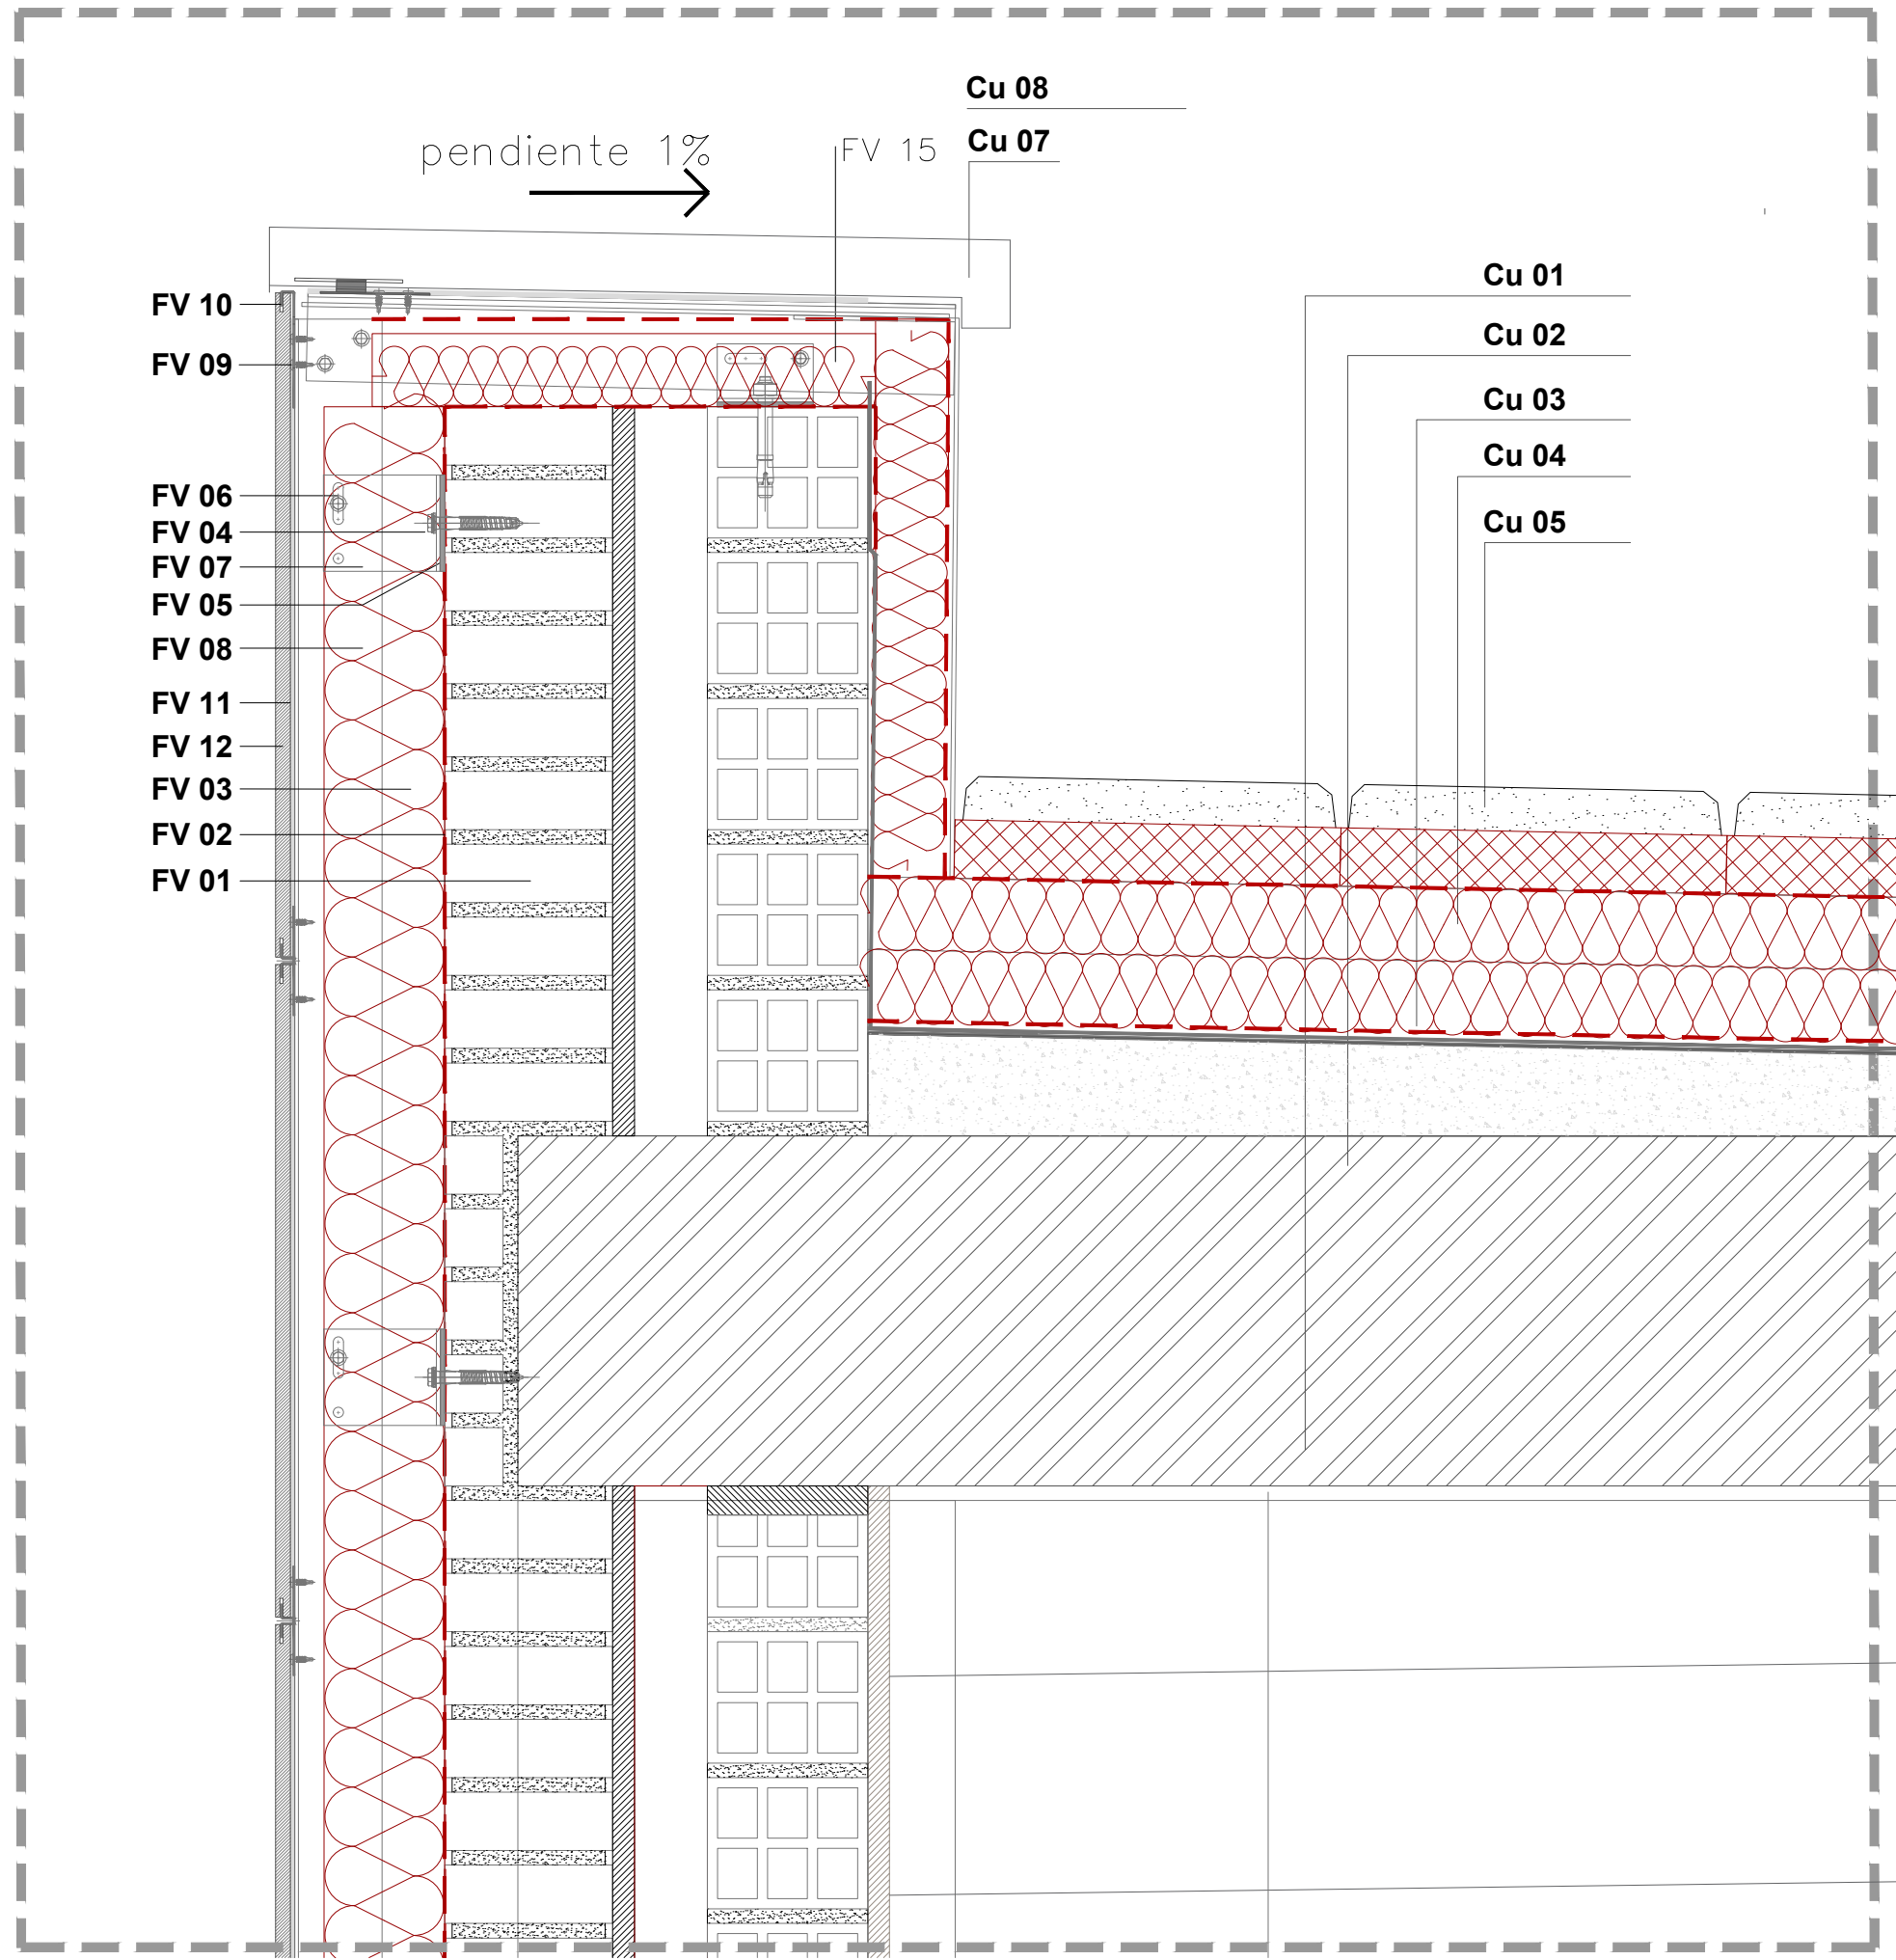 Cu 08
pendiente 1%
FV 15
Cu 07
Cu 01
FV 10
Cu 02
FV 09
Cu 03
Cu 04
FV 06
Cu 05
FV 04
FV 07
FV 05
FV 08
FV 11
FV 12
FV 03
FV 02
FV 01